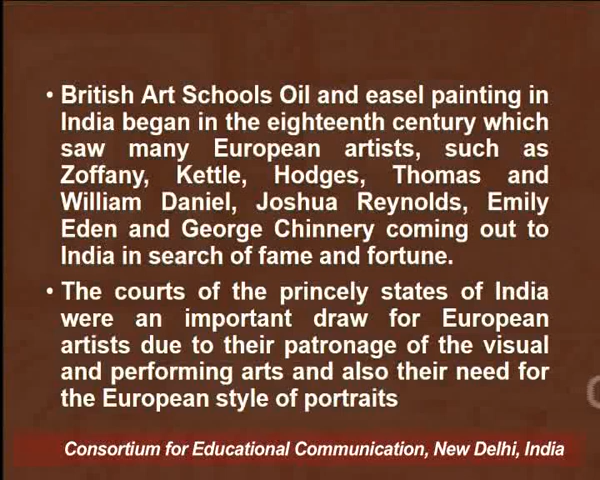 • British Art Schools Oil and easel painting in
India began in the eighteenth century which
saw many European artists, such as
Zoffany, Kettle, Hodges, Thomas and
William Daniel, Joshua Reynolds, Emily
Eden and George Chinnery coming out to
India in search of fame and fortune.
• The courts of the princely states of India
were an important draw for European
artists due to their patronage of the visual
and performing arts and also their need for
the European style of portraits
Consortium for Educational Communication, New Delhi, India